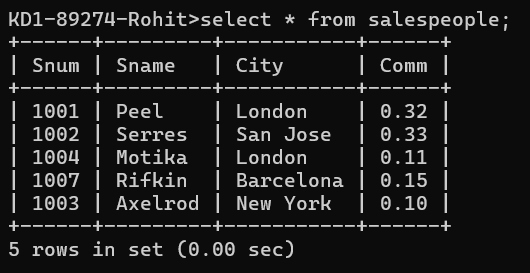 KD1-89274-Rohit>select * from salespeople;
+------+---------+-----------+------+
| Snum | Sname   | City      | Comm |
+------+---------+-----------+------+
| 1001 | Peel    | London    | 0.32 |
| 1002 | Serres  | San Jose  | 0.33 |
| 1004 | Motika  | London    | 0.11 |
| 1007 | Rifkin  | Barcelona | 0.15 |
| 1003 | Axelrod | New York  | 0.10 |
+------+---------+-----------+------+
5 rows in set (0.00 sec)